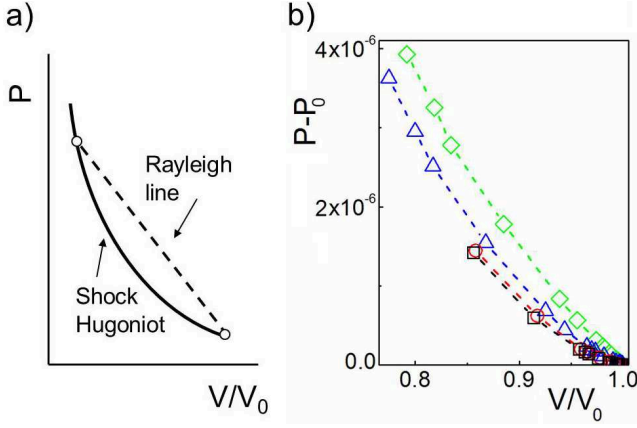 a)
P
Rayleigh
line
Shock
Hugoniot
V/V₀
b)
P-P₀
4x10⁻⁶
2x10⁻⁶
0.0
0.8
0.9
1.0
V/V₀